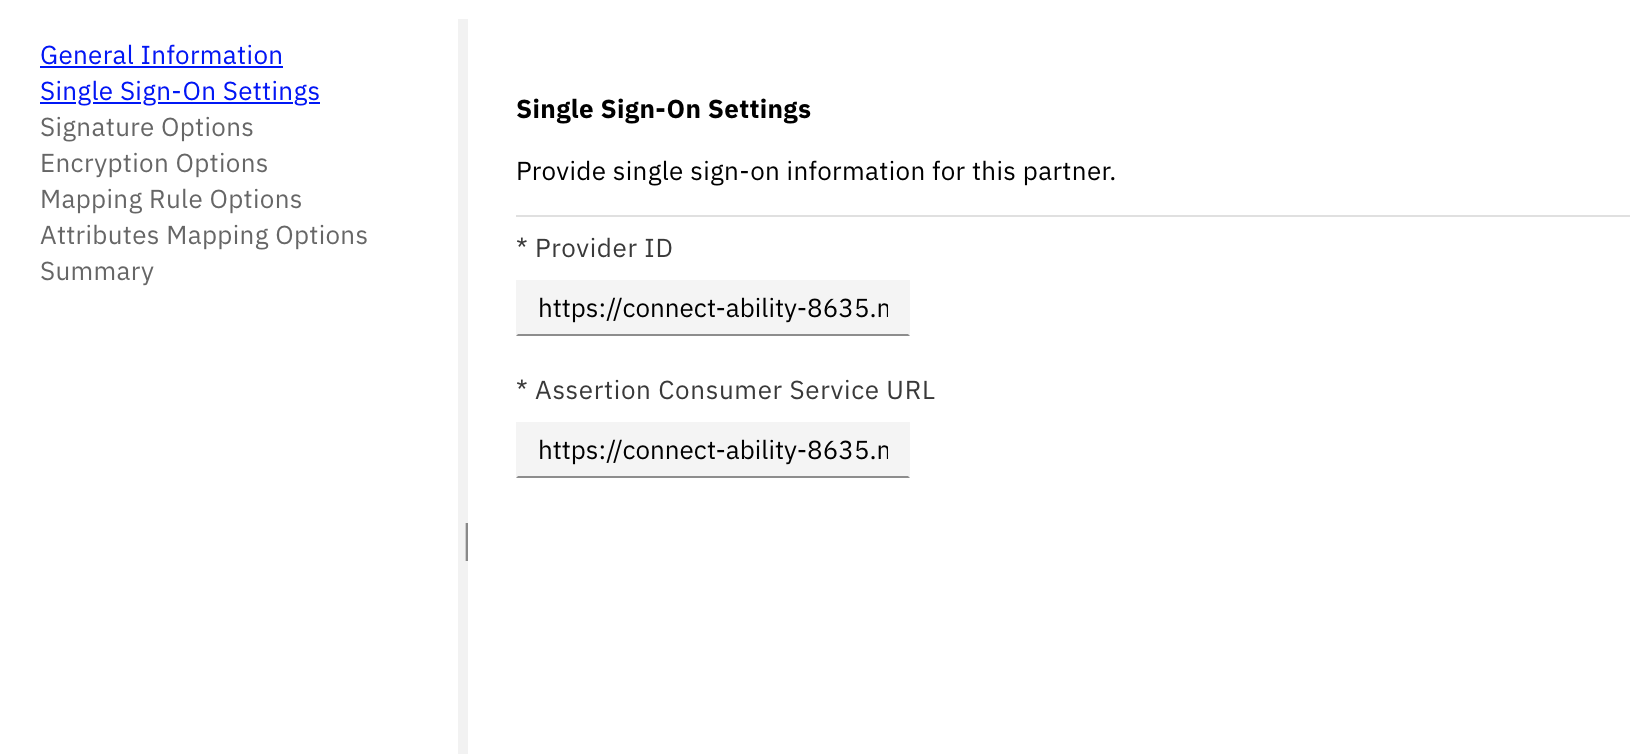 General Information
Single Sign-On Settings
Signature Options
Encryption Options
Mapping Rule Options
Attributes Mapping Options
Summary
Single Sign-On Settings
Provide single sign-on information for this partner.
* Provider ID
https://connect-ability-8635.n
* Assertion Consumer Service URL
https://connect-ability-8635.n